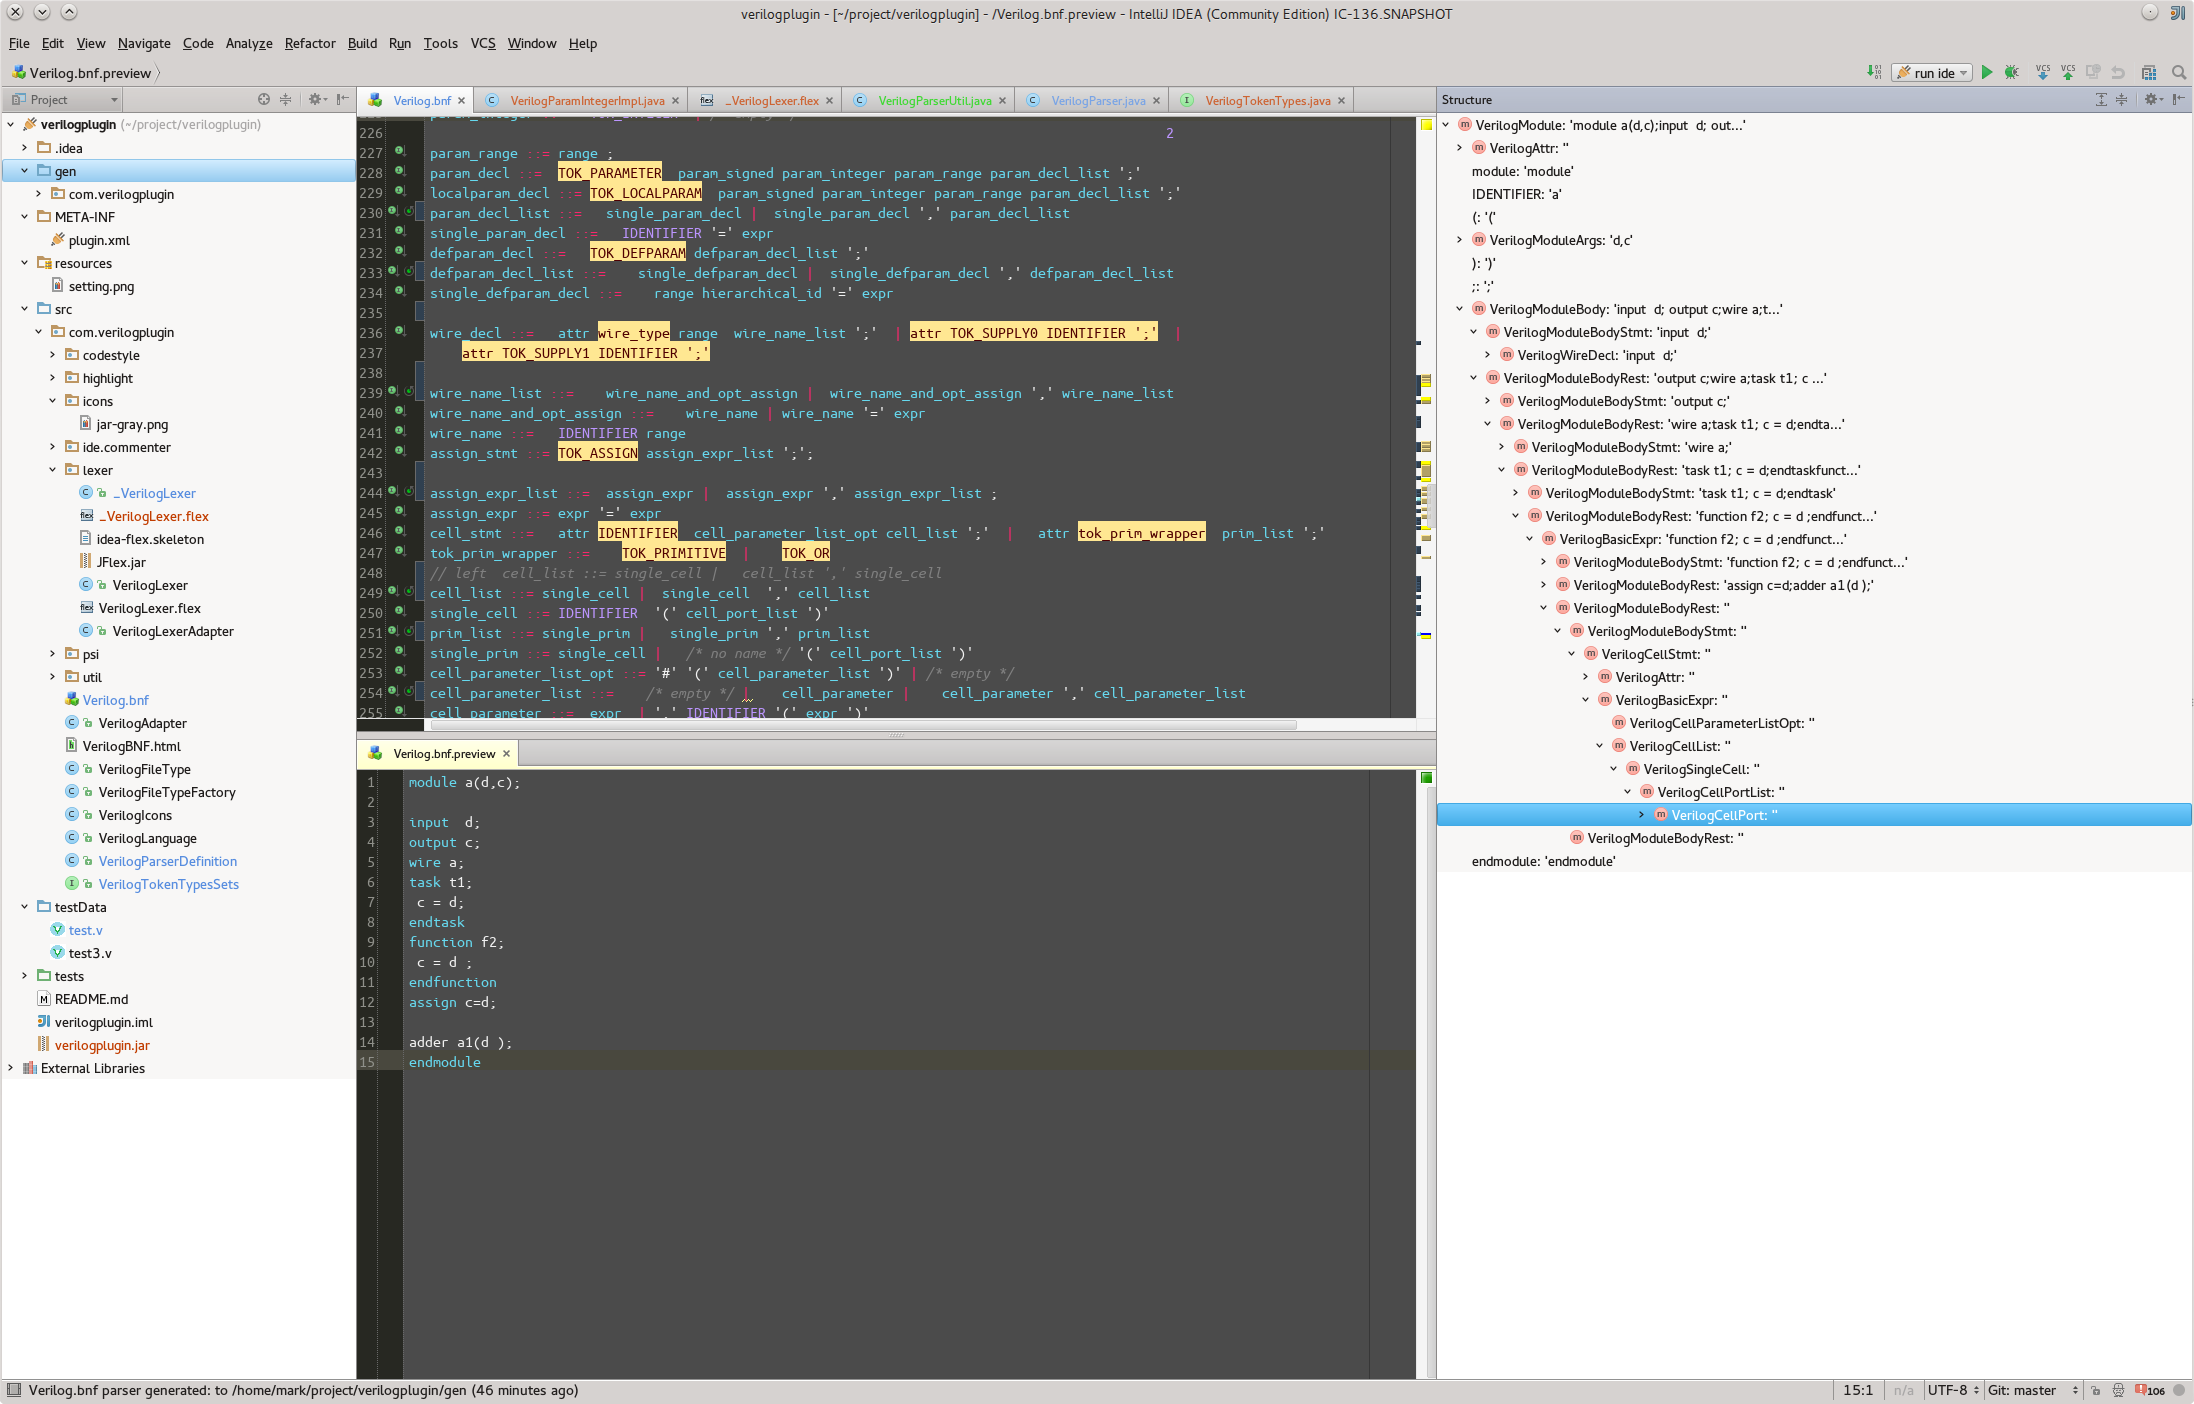 verilogplugin - [~/project/verilogplugin] - /Verilog.bnf.preview - IntelliJ IDEA (Community Edition) IC-136.SNAPSHOT
File Edit View Navigate Code Analyze Refactor Build Run Tools VCS Window Help
Verilog.bnf.preview
run ide
VCS VCS
Project
verilogplugin (~/project/verilogplugin)
.idea
gen
com.verilogplugin
META-INF
plugin.xml
resources
setting.png
src
com.verilogplugin
codestyle
highlight
icons
jar-gray.png
ide.commenter
lexer
_VerilogLexer
_VerilogLexer.flex
idea-flex.skeleton
JFlex.jar
VerilogLexer
VerilogLexer.flex
VerilogLexerAdapter
psi
util
Verilog.bnf
VerilogAdapter
VerilogBNF.html
VerilogFileType
VerilogFileTypeFactory
VerilogIcons
VerilogLanguage
VerilogParserDefinition
VerilogTokenTypesSets
testData
test.v
test3.v
tests
README.md
verilogplugin.iml
verilogplugin.jar
External Libraries
Verilog.bnf VerilogParamIntegerImpl.java _VerilogLexer.flex VerilogParserUtil.java VerilogParser.java VerilogTokenTypes.java
226 2
227 param_range ::= range ;
228 param_decl ::=  TOK_PARAMETER  param_signed param_integer param_range param_decl_list ';'
229 localparam_decl ::= TOK_LOCALPARAM  param_signed param_integer param_range param_decl_list ';'
230 param_decl_list ::=   single_param_decl |  single_param_decl ',' param_decl_list
231 single_param_decl ::=   IDENTIFIER '=' expr
232 defparam_decl ::=   TOK_DEFPARAM defparam_decl_list ';'
233 defparam_decl_list ::=    single_defparam_decl |  single_defparam_decl ',' defparam_decl_list
234 single_defparam_decl ::=    range hierarchical_id '=' expr
235
236 wire_decl ::=   attr wire_type range  wire_name_list ';'  | attr TOK_SUPPLY0 IDENTIFIER ';'  |
237     attr TOK_SUPPLY1 IDENTIFIER ';'
238
239 wire_name_list ::=    wire_name_and_opt_assign |  wire_name_and_opt_assign ',' wire_name_list
240 wire_name_and_opt_assign ::=    wire_name | wire_name '=' expr
241 wire_name ::=   IDENTIFIER range
242 assign_stmt ::= TOK_ASSIGN assign_expr_list ';';
243
244 assign_expr_list ::=  assign_expr |  assign_expr ',' assign_expr_list ;
245 assign_expr ::= expr '=' expr
246 cell_stmt ::=   attr IDENTIFIER  cell_parameter_list_opt cell_list ';'  |   attr tok_prim_wrapper  prim_list ';'
247 tok_prim_wrapper ::=    TOK_PRIMITIVE  |    TOK_OR
248 // left  cell_list ::= single_cell |   cell_list ',' single_cell
249 cell_list ::= single_cell |  single_cell  ',' cell_list
250 single_cell ::= IDENTIFIER  '(' cell_port_list ')'
251 prim_list ::= single_prim |   single_prim ',' prim_list
252 single_prim ::= single_cell |   /* no name */ '(' cell_port_list ')'
253 cell_parameter_list_opt ::= '#' '(' cell_parameter_list ')' | /* empty */
254 cell_parameter_list ::=    /* empty */ |    cell_parameter |    cell_parameter ',' cell_parameter_list
255 cell_parameter ::=  expr  | '.' IDENTIFIER '(' expr ')'
Verilog.bnf.preview
1 module a(d,c);
2
3 input  d;
4 output c;
5 wire a;
6 task t1;
7  c = d;
8 endtask
9 function f2;
10  c = d ;
11 endfunction
12 assign c=d;
13
14 adder a1(d );
15 endmodule
Structure
VerilogModule: 'module a(d,c);input  d; out...'
VerilogAttr: ''
module: 'module'
IDENTIFIER: 'a'
(: '('
VerilogModuleArgs: 'd,c'
): ')'
;: ';'
VerilogModuleBody: 'input  d; output c;wire a;t...'
VerilogModuleBodyStmt: 'input  d;'
VerilogWireDecl: 'input  d;'
VerilogModuleBodyRest: 'output c;wire a;task t1; c ...'
VerilogModuleBodyStmt: 'output c;'
VerilogModuleBodyRest: 'wire a;task t1; c = d;endta...'
VerilogModuleBodyStmt: 'wire a;'
VerilogModuleBodyRest: 'task t1; c = d;endtaskfunct...'
VerilogModuleBodyStmt: 'task t1; c = d;endtask'
VerilogModuleBodyRest: 'function f2; c = d ;endfunct...'
VerilogBasicExpr: 'function f2; c = d ;endfunct...'
VerilogModuleBodyStmt: 'function f2; c = d ;endfunct...'
VerilogModuleBodyRest: 'assign c=d;adder a1(d );'
VerilogModuleBodyRest: ''
VerilogModuleBodyStmt: ''
VerilogCellStmt: ''
VerilogAttr: ''
VerilogBasicExpr: ''
VerilogCellParameterListOpt: ''
VerilogCellList: ''
VerilogSingleCell: ''
VerilogCellPortList: ''
VerilogCellPort: ''
VerilogModuleBodyRest: ''
endmodule: 'endmodule'
Verilog.bnf parser generated: to /home/mark/project/verilogplugin/gen (46 minutes ago)
15:1 n/a UTF-8 Git: master 106